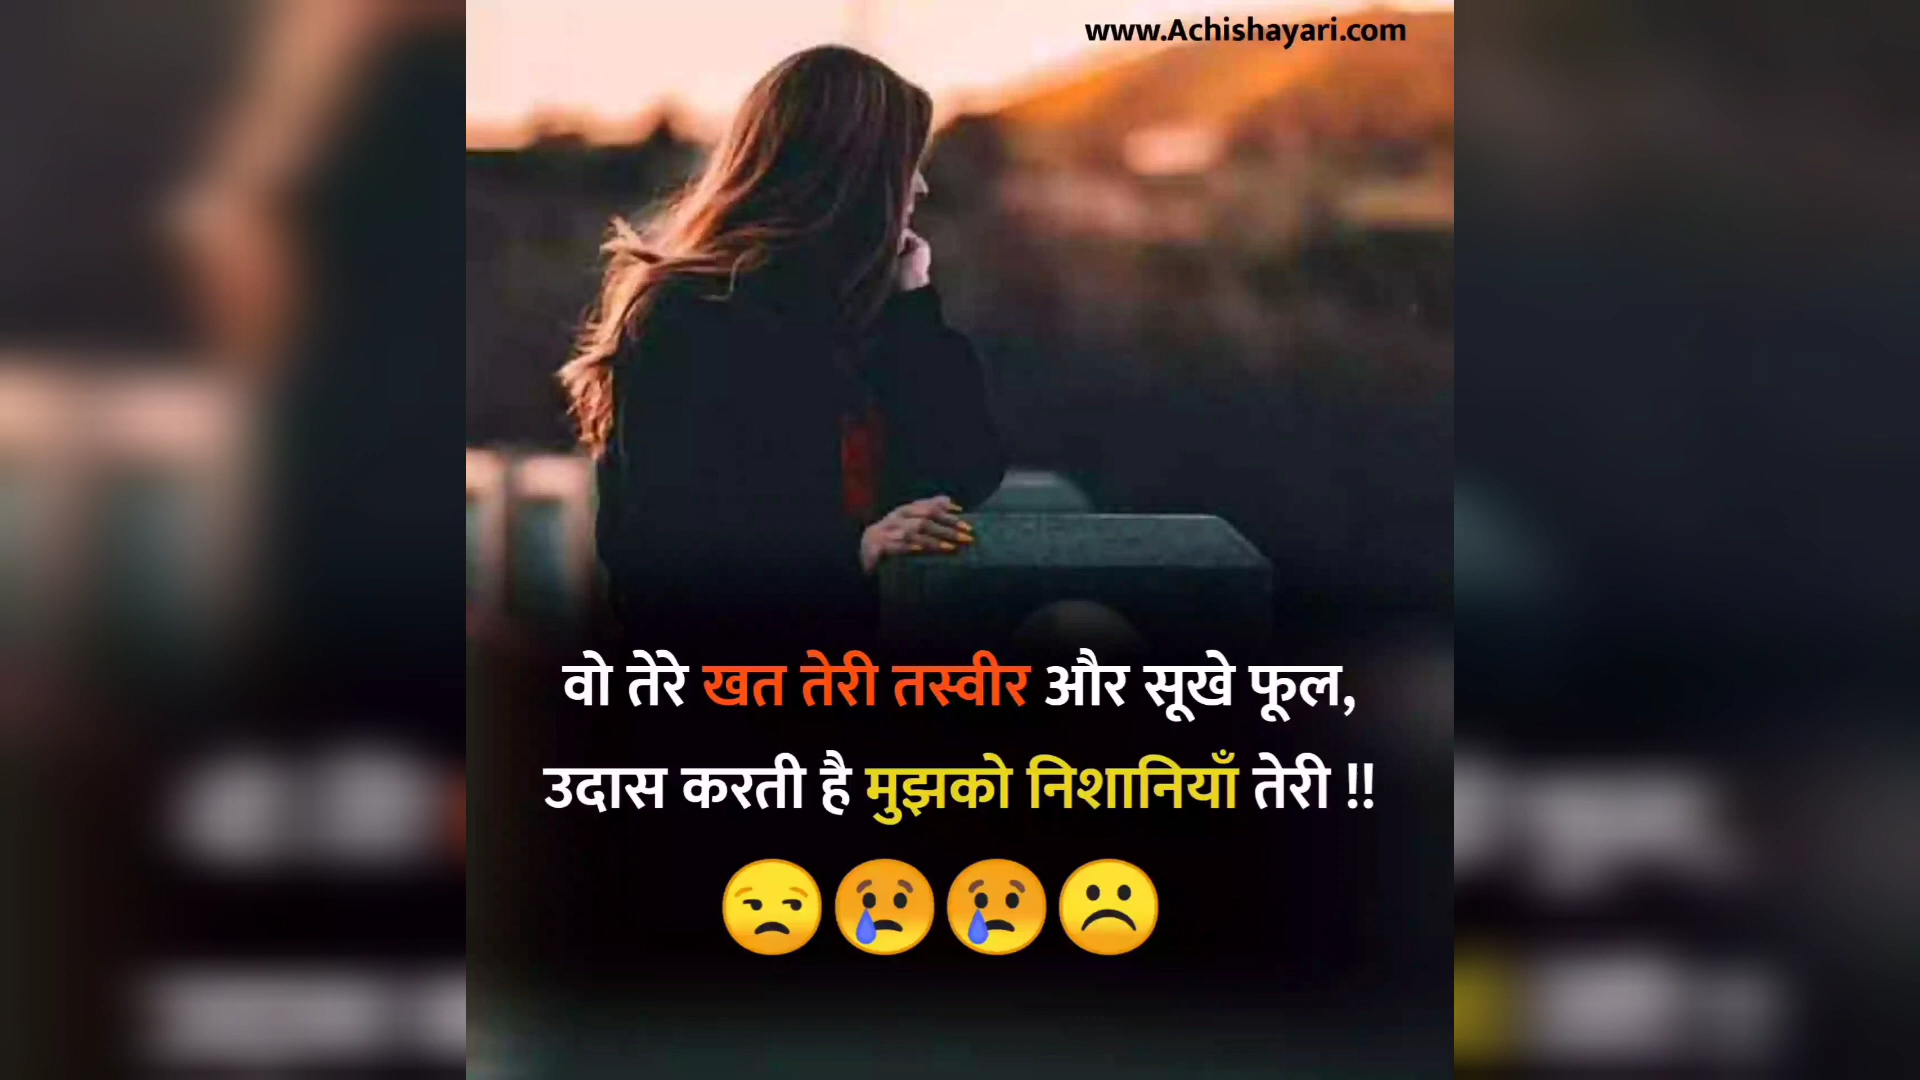 www.Achishayari.com
वो तेरे खत तेरी तस्वीर और सूखे फूल,
उदास करती है मुझको निशानियाँ तेरी !!
😒😢😢☹️